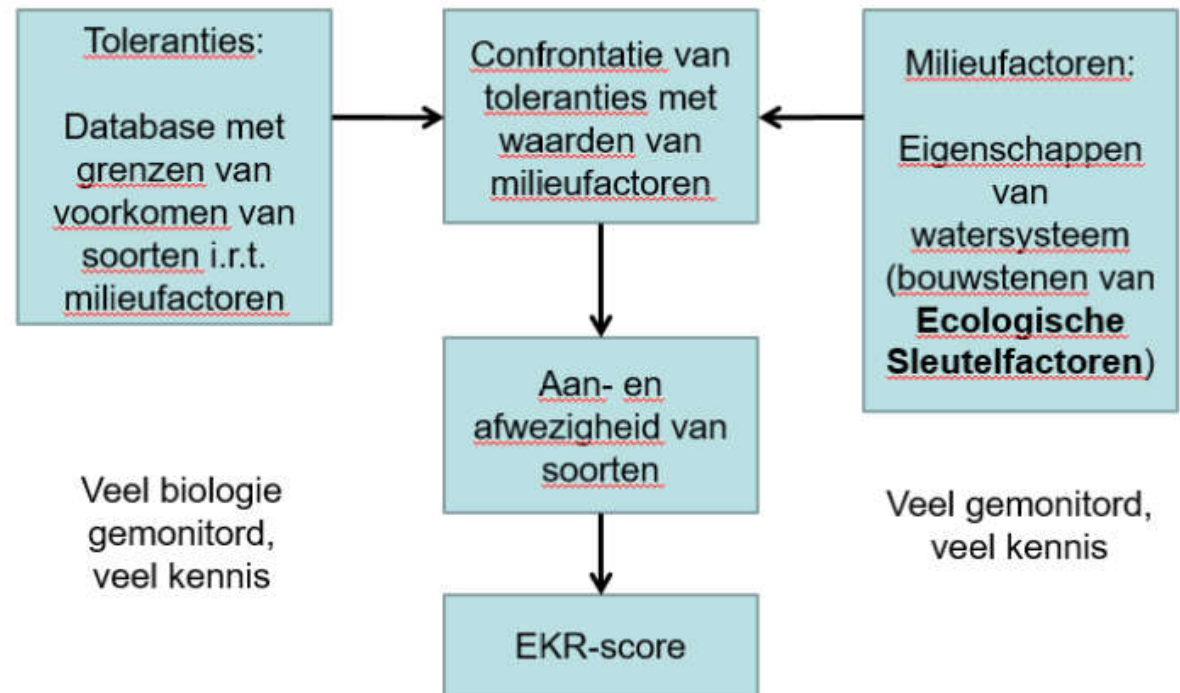 Toleranties:
Database met
grenzen van
voorkomen van
soorten i.r.t.
milieufactoren
Confrontatie van
toleranties met
waarden van
milieufactoren
Milieufactoren:
Eigenschappen
van
watersysteem
(bouwstenen van
Ecologische
Sleutelfactoren)
Aan- en
afwezigheid van
soorten
Veel biologie
gemonitord,
veel kennis
Veel gemonitord,
veel kennis
EKR-score